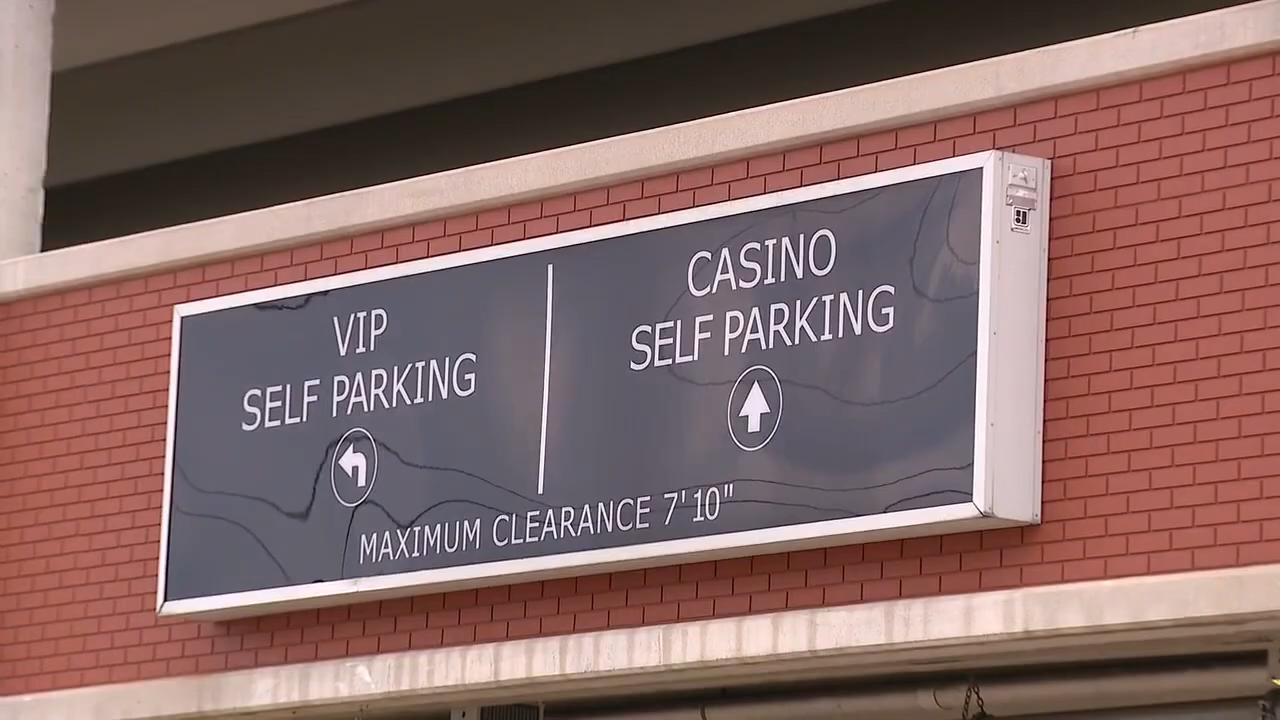 VIP
SELF PARKING
CASINO
SELF PARKING
MAXIMUM CLEARANCE 7'10"